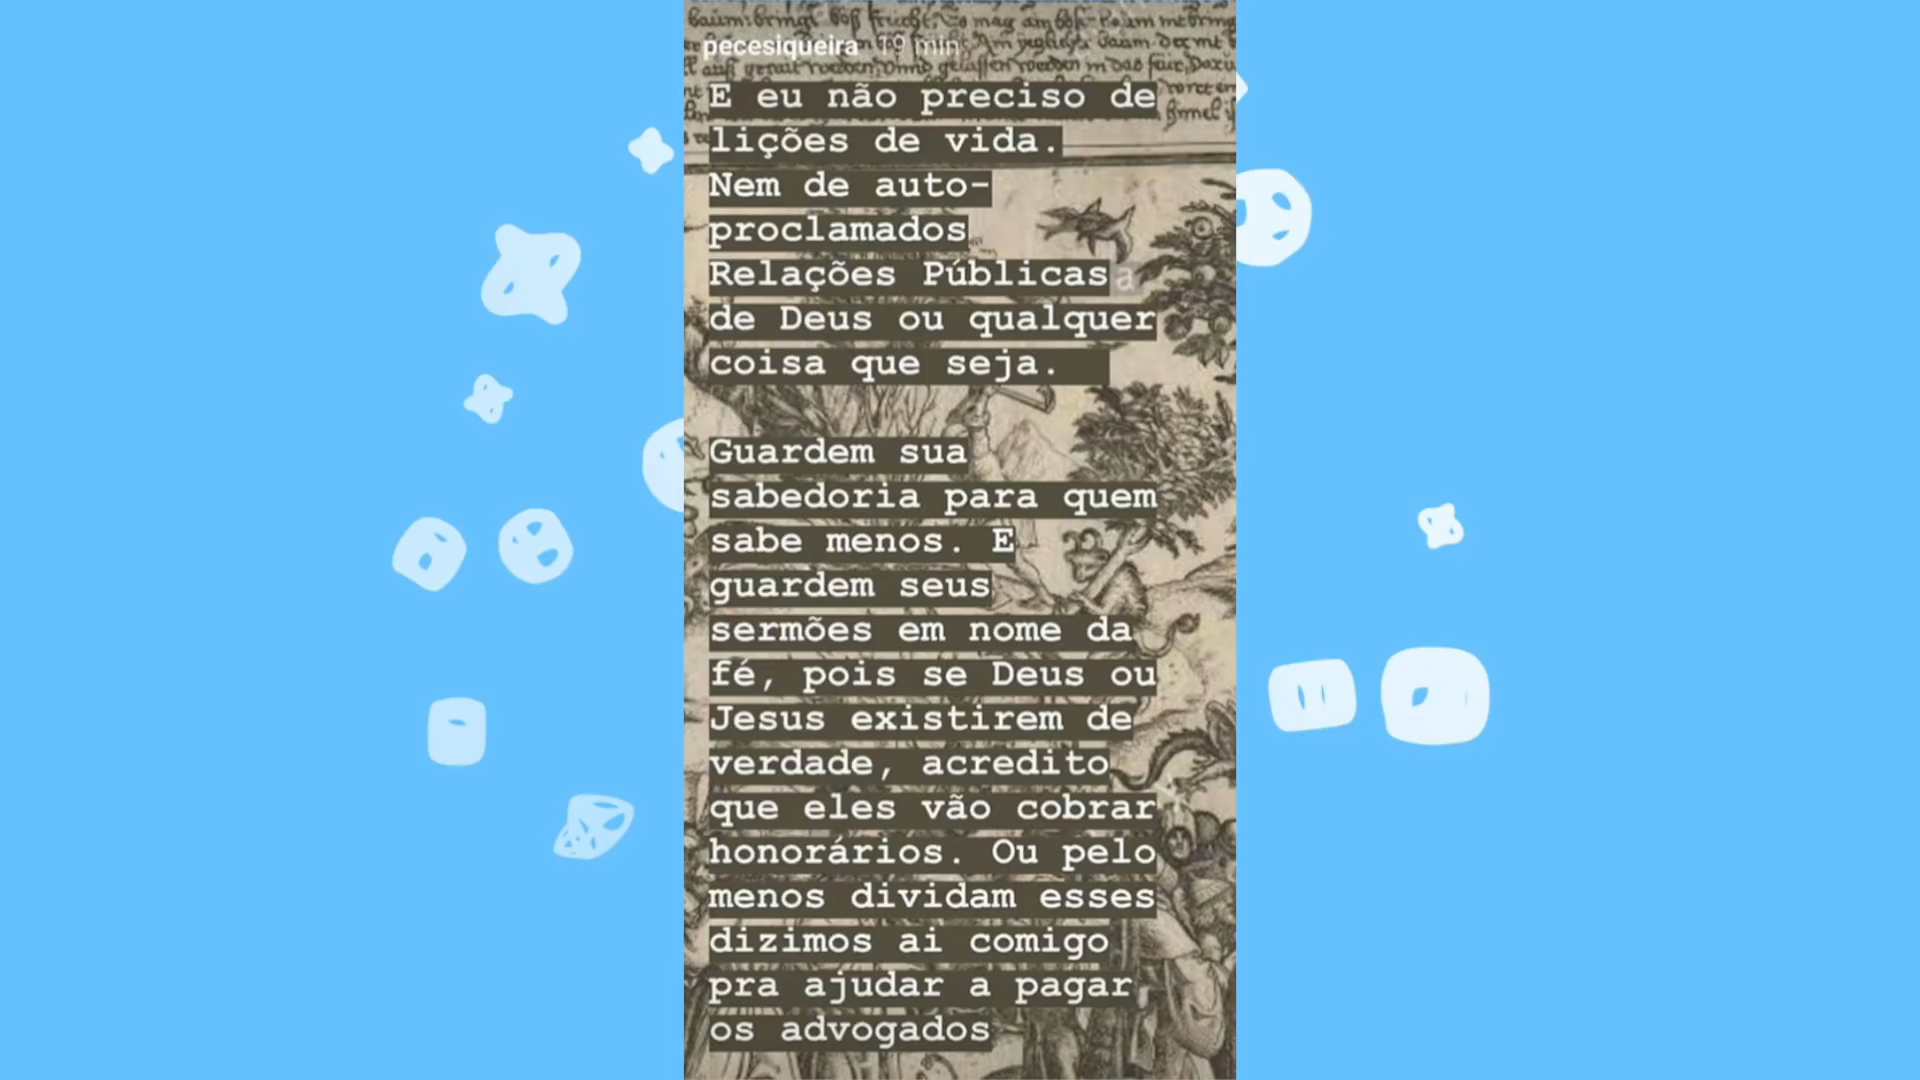 pecesiqueira 19 min
E eu não preciso de
lições de vida.
Nem de auto-
proclamados
Relações Públicas
de Deus ou qualquer
coisa que seja.
Guardem sua
sabedoria para quem
sabe menos. E
guardem seus
sermões em nome da
fé, pois se Deus ou
Jesus existirem de
verdade, acredito
que eles vão cobrar
honorários. Ou pelo
menos dividam esses
dizimos ai comigo
pra ajudar a pagar
os advogados